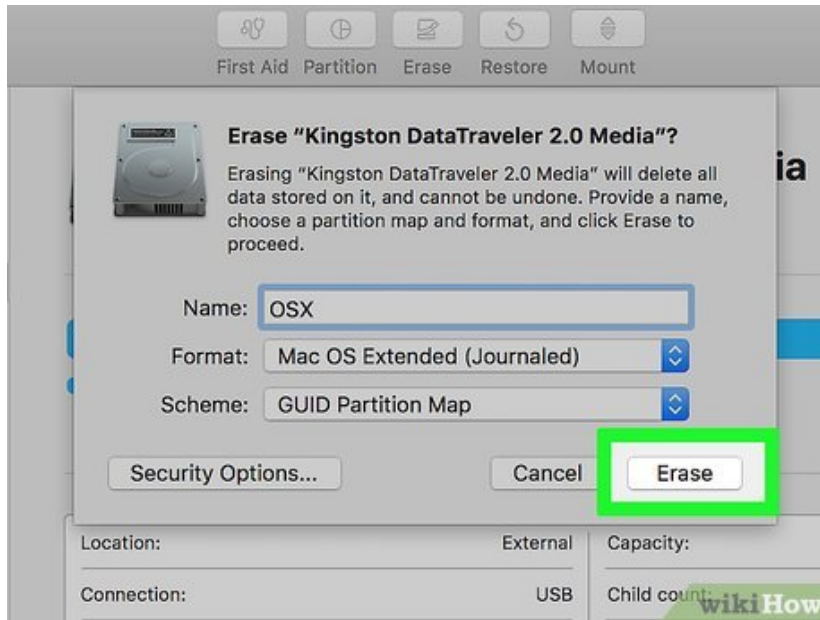 First Aid Partition Erase Restore Mount
Erase “Kingston DataTraveler 2.0 Media”?
ia
Erasing “Kingston DataTraveler 2.0 Media” will delete all
data stored on it, and cannot be undone. Provide a name,
choose a partition map and format, and click Erase to
proceed.
Name: OSX
Format: Mac OS Extended (Journaled)
Scheme: GUID Partition Map
Security Options... Cancel Erase
Location: External Capacity:
Connection: USB Child count:
wikiHow